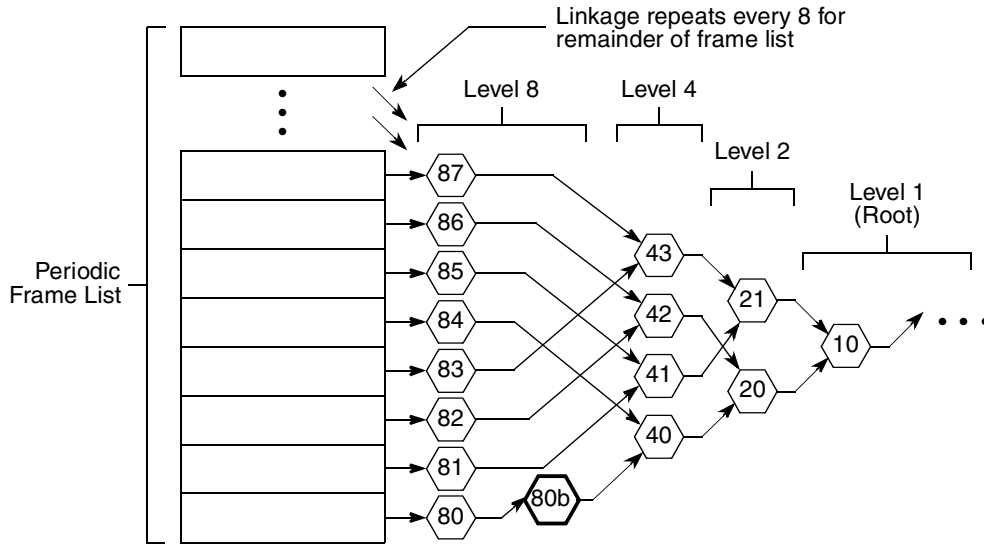 Linkage repeats every 8 for
remainder of frame list
Level 8
Level 4
Level 2
Level 1
(Root)
Periodic
Frame List
87
86
85
84
83
82
81
80
80b
43
42
41
40
21
20
10